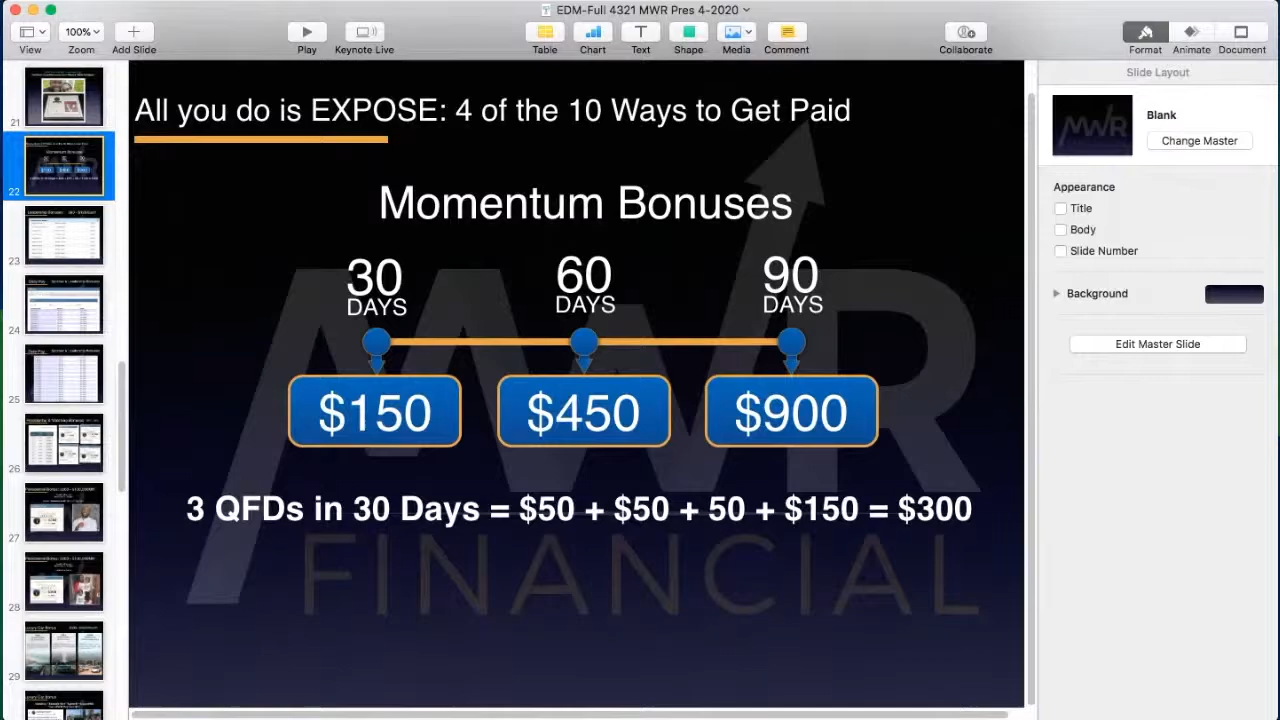 EDM-Full 4321 MWR Pres 4-2020
100%
View
Zoom
Add Slide
Play
Keynote Live
Table
Chart
Text
Shape
Media
Comment
Collaborate
Format
Animate
Document
21
22
23
24
25
26
27
28
29
All you do is EXPOSE: 4 of the 10 Ways to Get Paid
Momentum Bonuses
30 60 90
DAYS DAYS DAYS
$150 $450 $900
3 QFDs in 30 Days = $50 + $50 + 50 + $150 = $300
MWR
FINANCIAL
Slide Layout
MWR
Blank
Change Master
Appearance
Title
Body
Slide Number
Background
Edit Master Slide